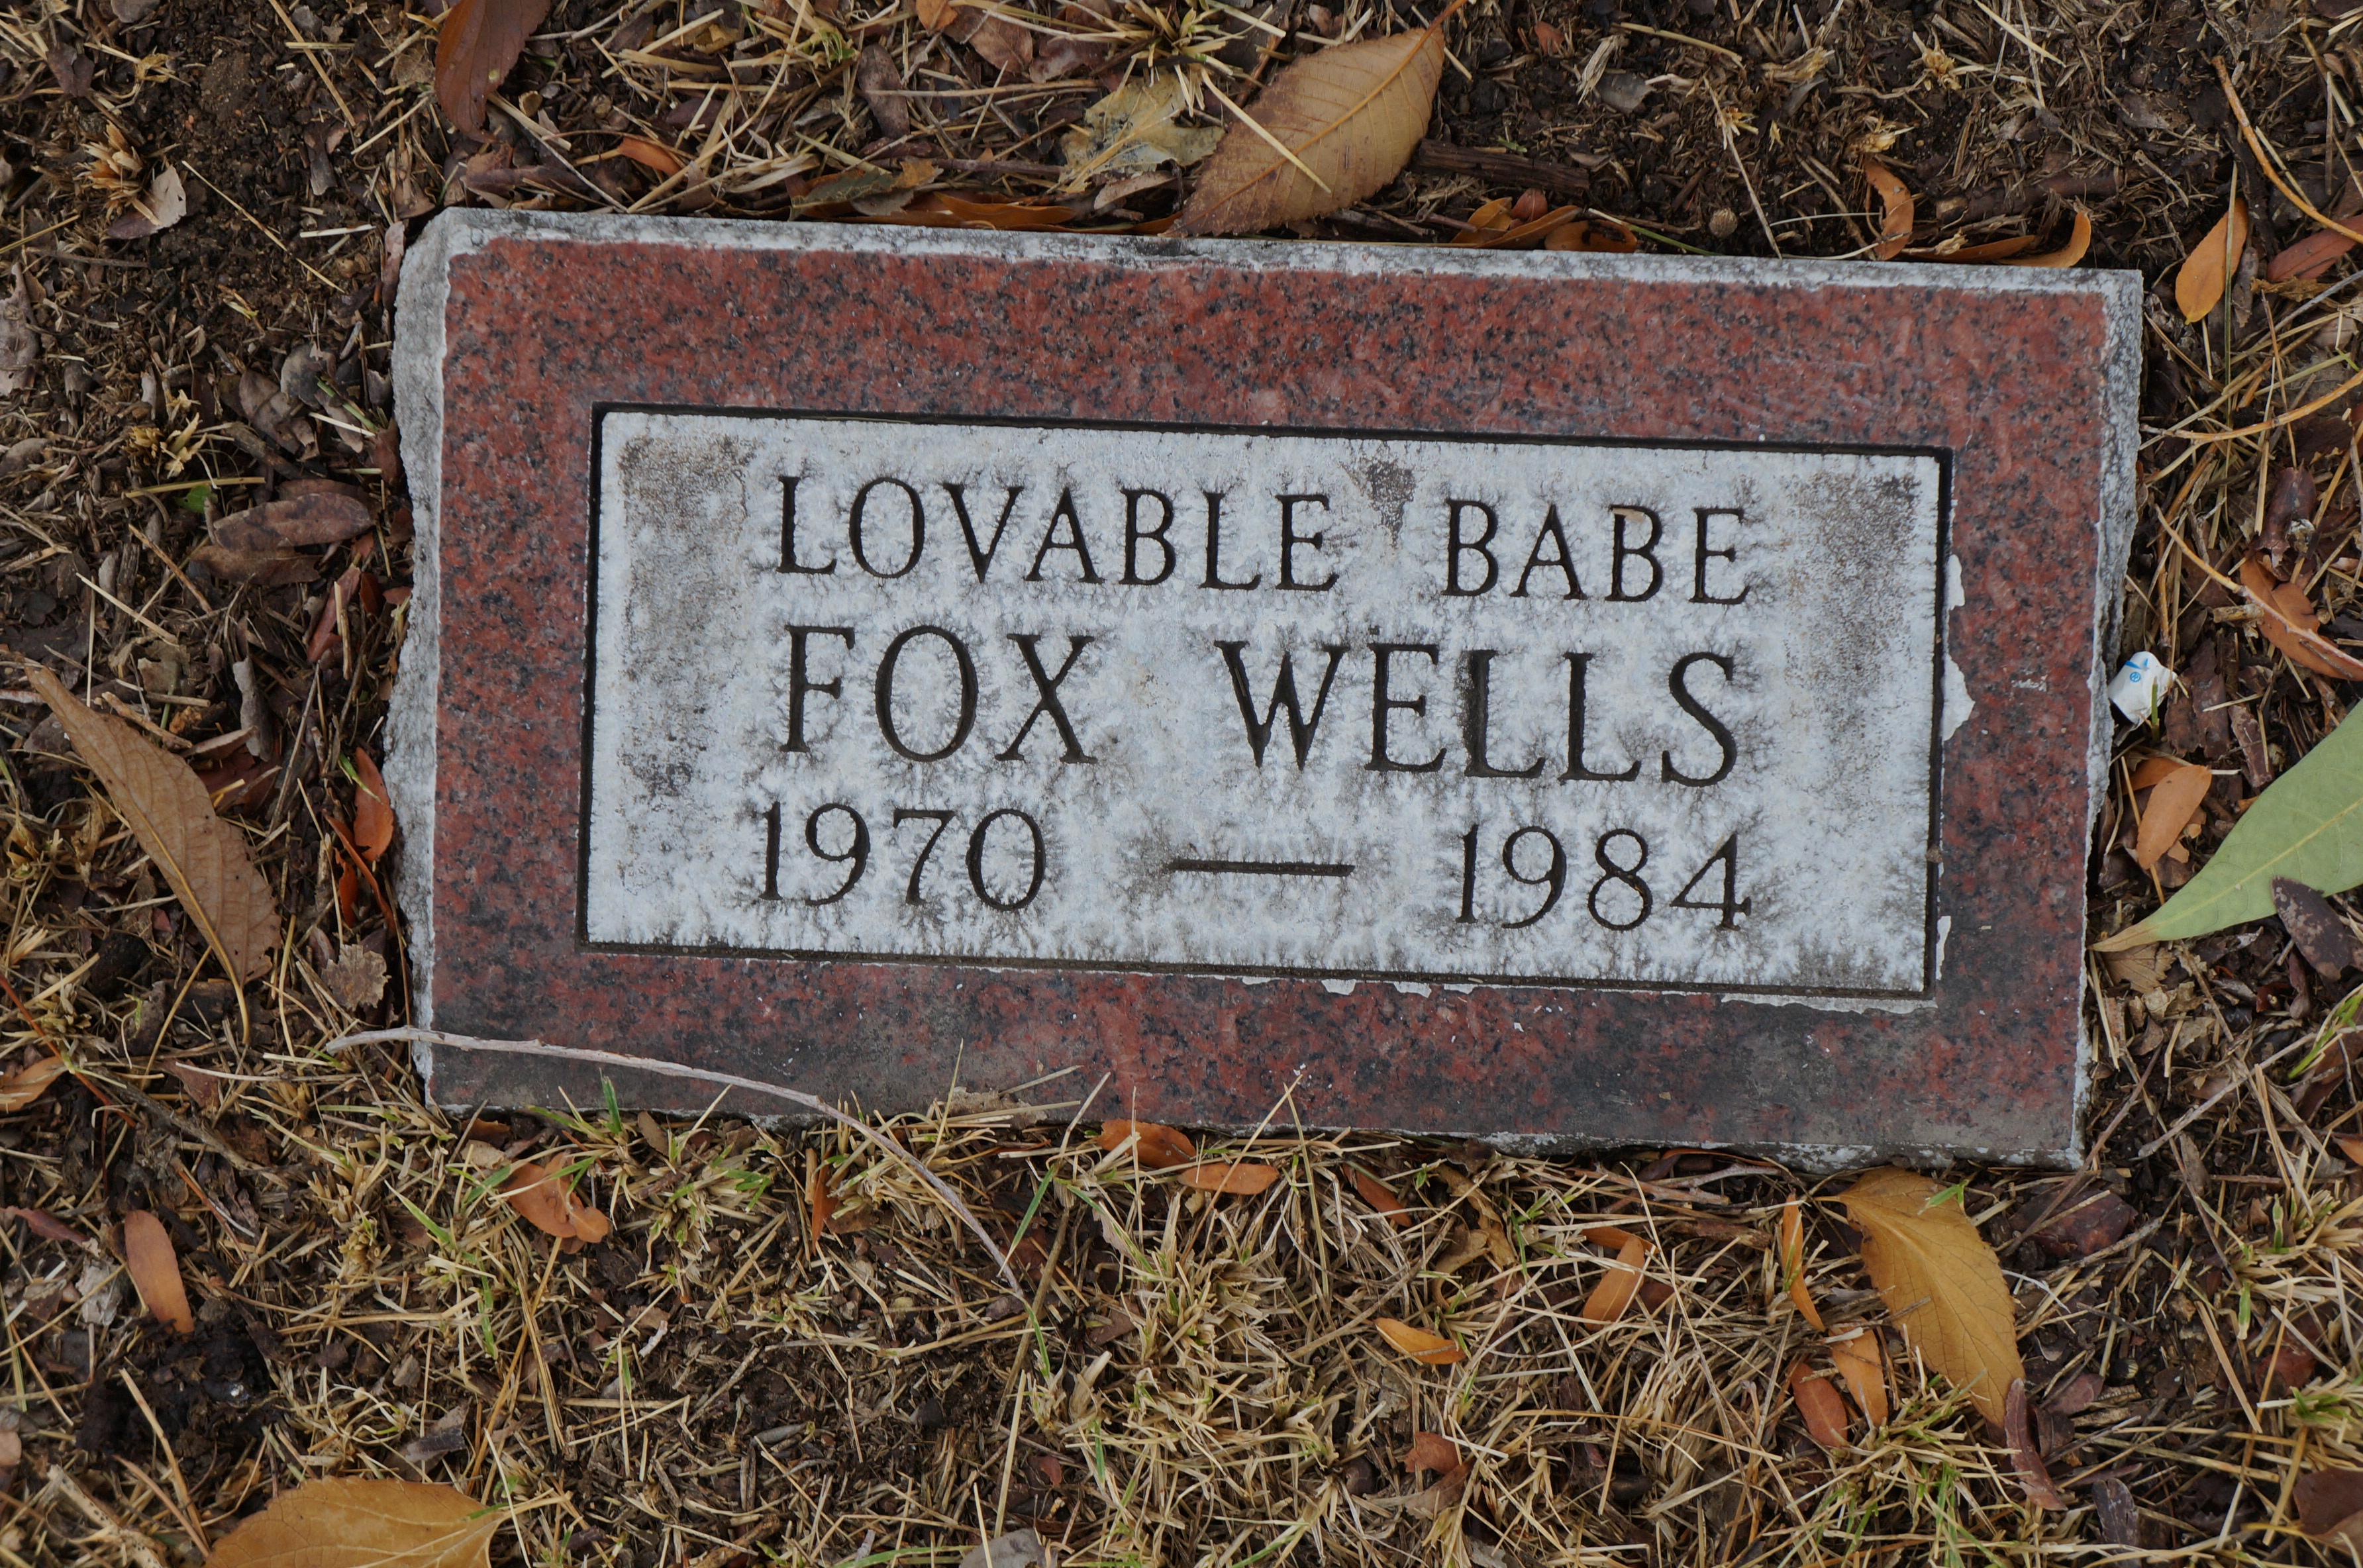 LOVABLE BABE
FOX WELLS
1970 — 1984